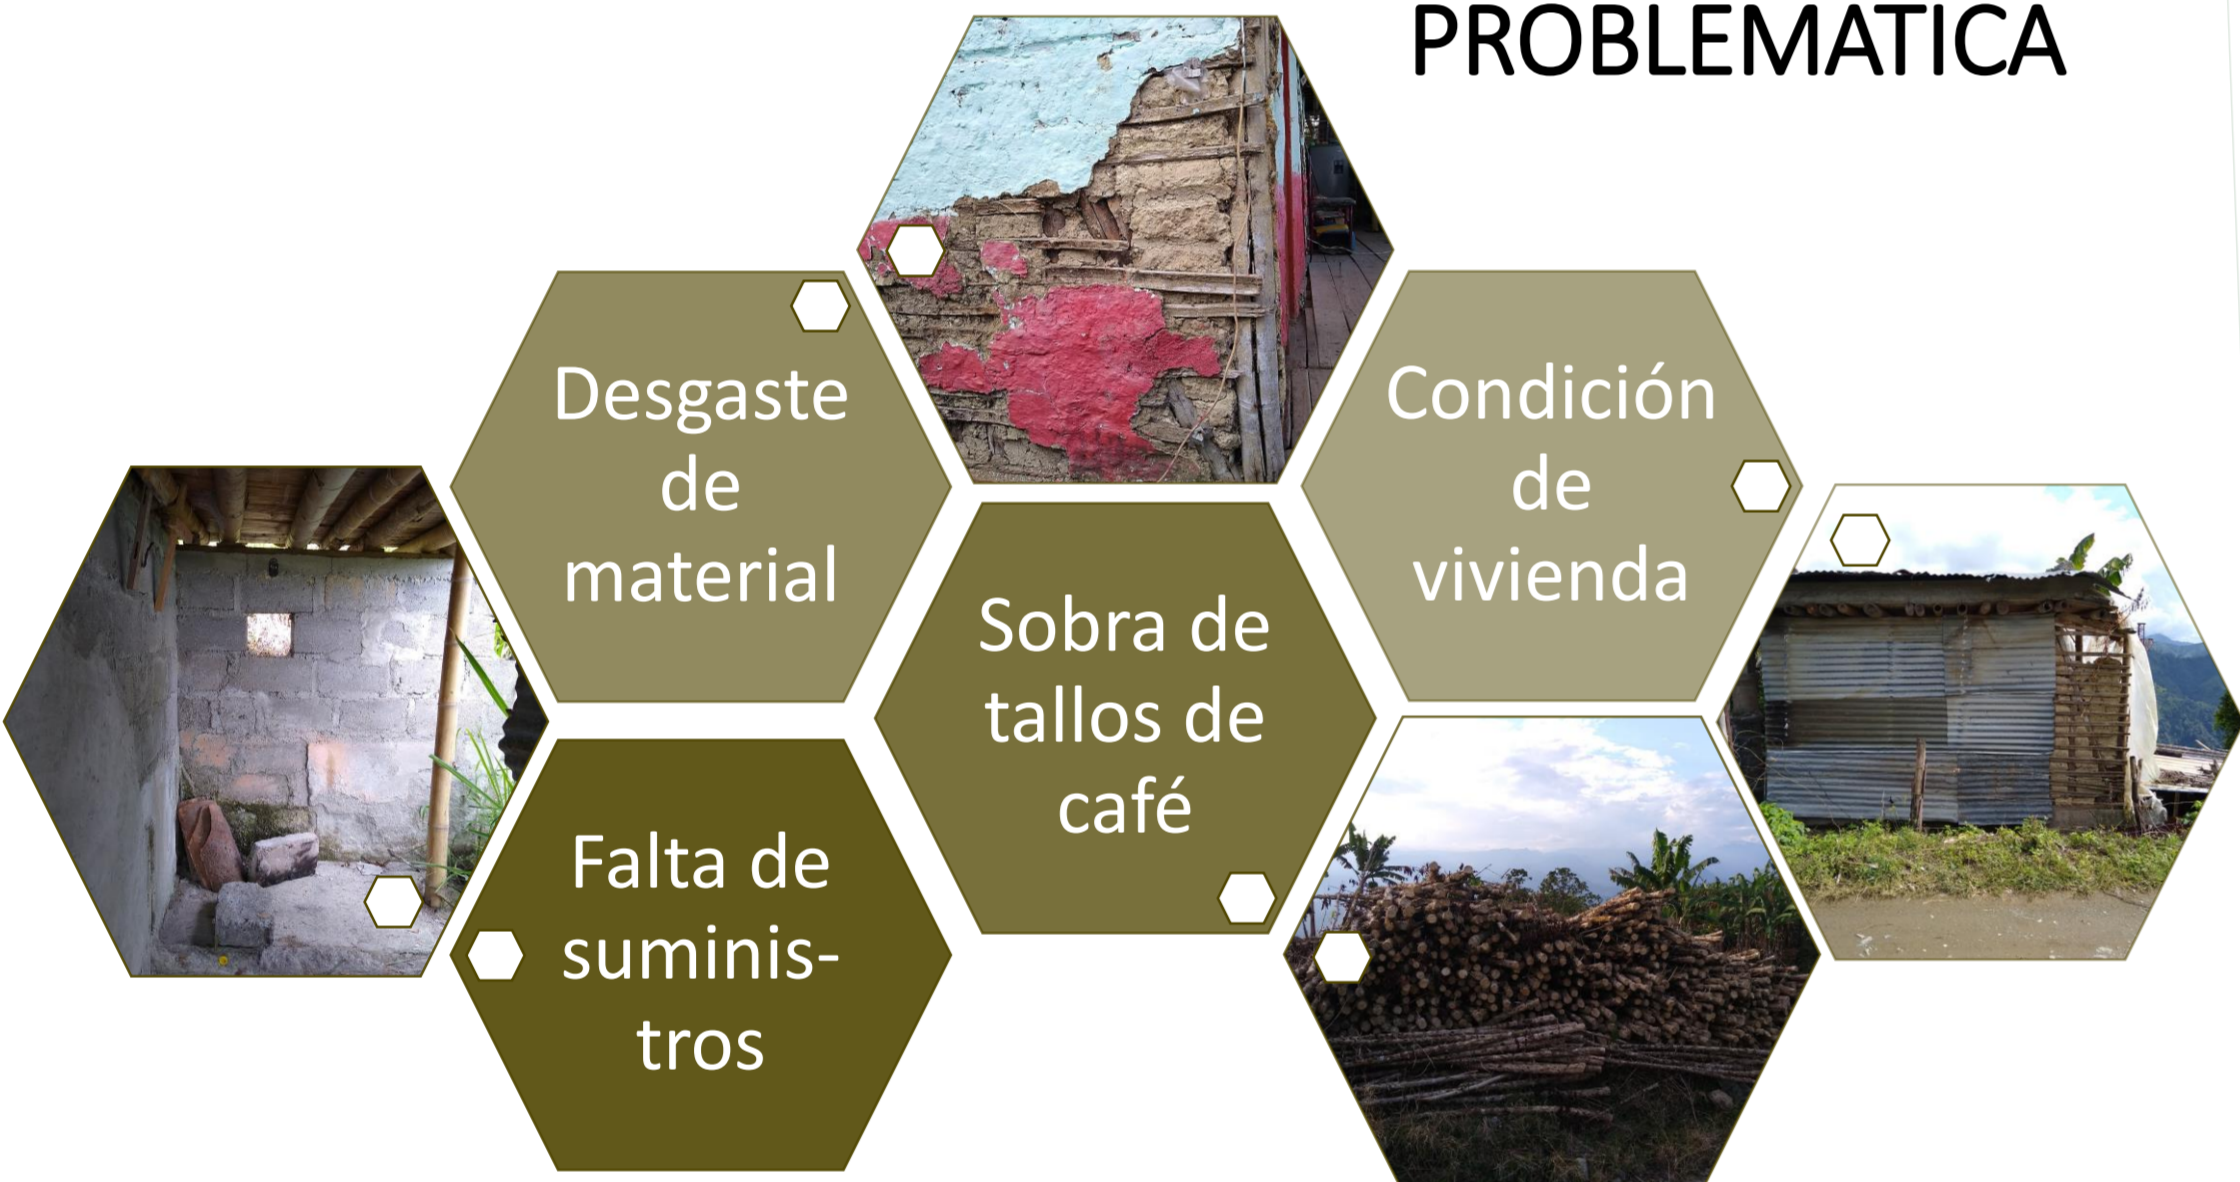 PROBLEMATICA
Desgaste
de
material
Condición
de
vivienda
Sobra de
tallos de
café
Falta de
suminis-
tros